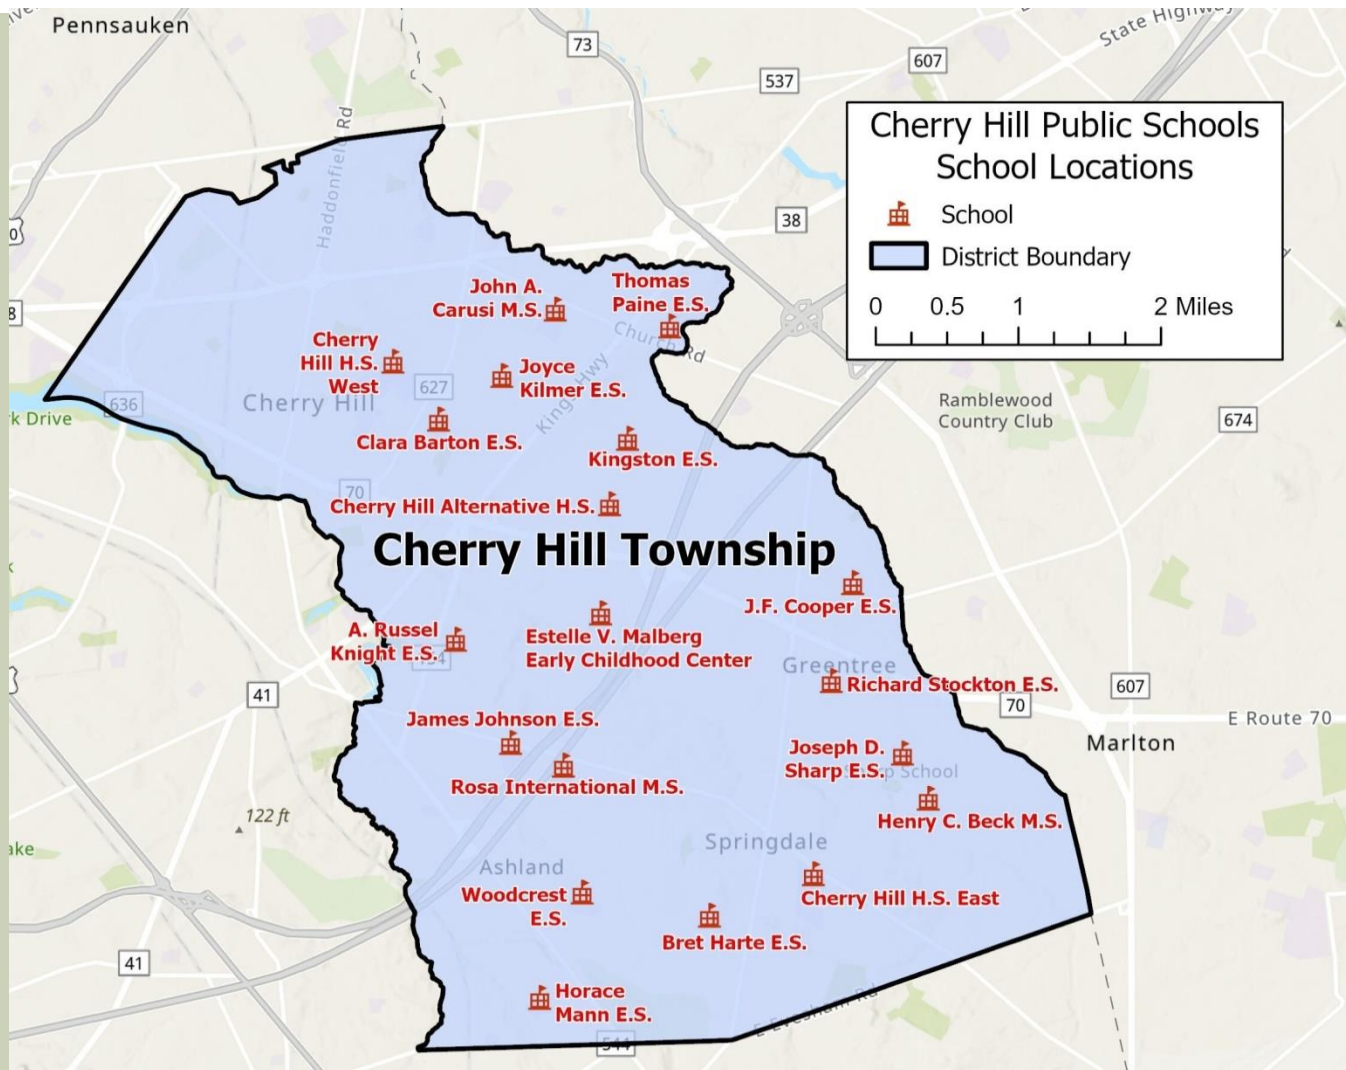 Pennsauken
73
607
State Highway
537
Cherry Hill Public Schools
School Locations
School
District Boundary
0 0.5 1 2 Miles
38
Haddonfield Rd
John A.
Carusi M.S.
Thomas
Paine E.S.
Church Rd
Cherry
Hill H.S.
West
Joyce
Kilmer E.S.
627
Kings Hwy
636
Cherry Hill
rk Drive
Ramblewood
Country Club
674
Clara Barton E.S.
Kingston E.S.
70
Cherry Hill Alternative H.S.
Cherry Hill Township
J.F. Cooper E.S.
A. Russel
Knight E.S.
Estelle V. Malberg
Early Childhood Center
Greentree
Richard Stockton E.S.
41
607
70
E Route 70
Marlton
James Johnson E.S.
Joseph D.
Sharp E.S.
Rosa International M.S.
Henry C. Beck M.S.
122 ft
ake
Springdale
Ashland
Woodcrest
E.S.
Cherry Hill H.S. East
Bret Harte E.S.
41
Horace
Mann E.S.
E Evesham Rd
544